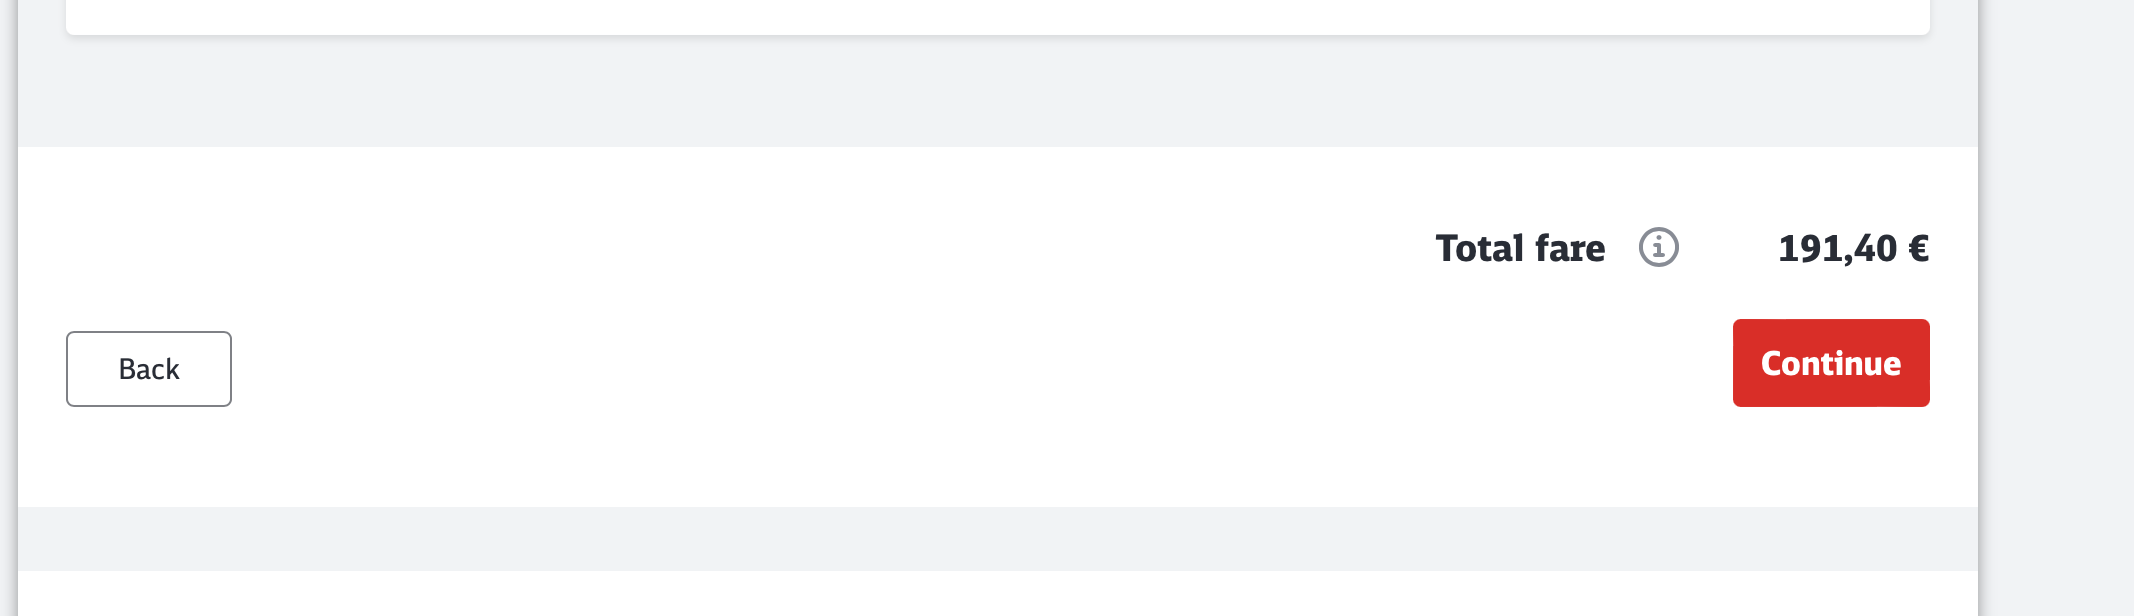 Total fare 191,40 €
Back
Continue